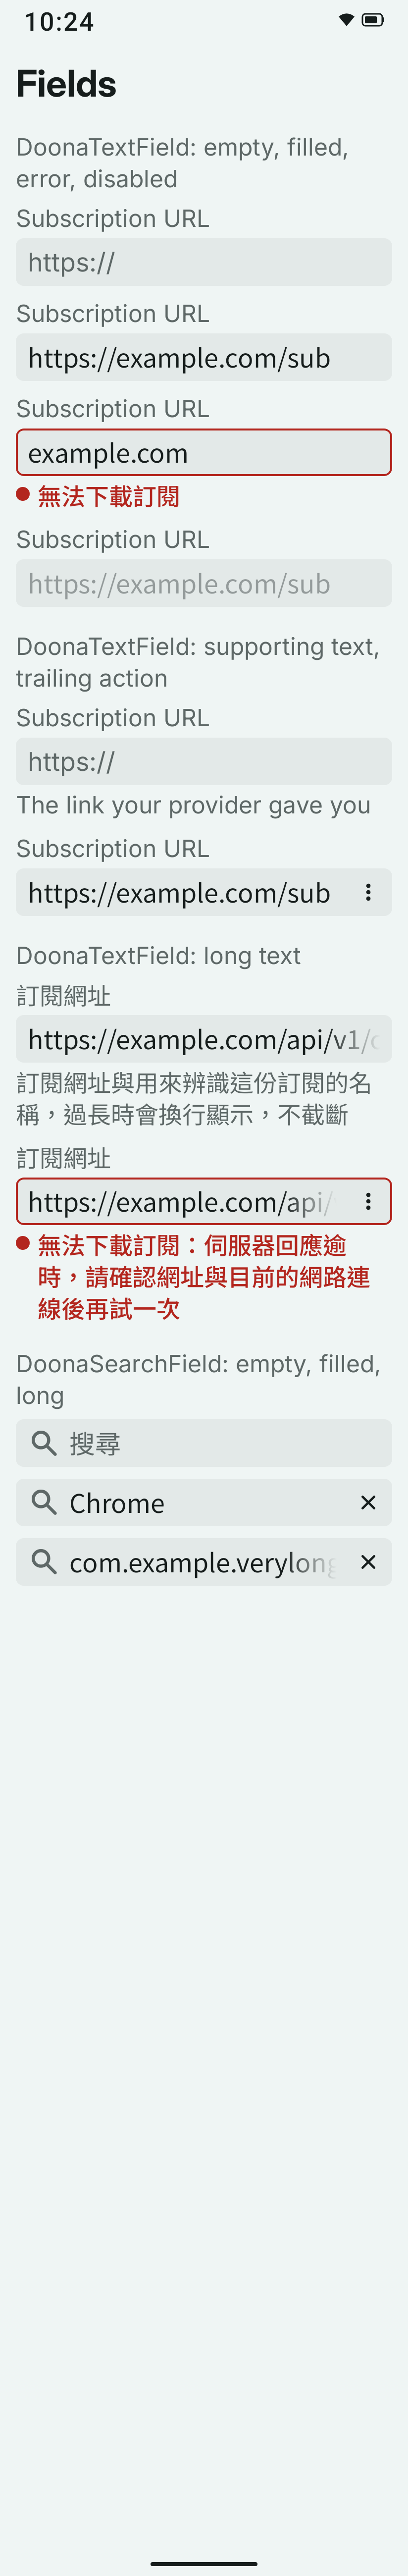 10:24
Fields
DoonaTextField: empty, filled,
error, disabled
Subscription URL
https://
Subscription URL
https://example.com/sub
Subscription URL
example.com
無法下載訂閱
Subscription URL
https://example.com/sub
DoonaTextField: supporting text,
trailing action
Subscription URL
https://
The link your provider gave you
Subscription URL
https://example.com/sub
DoonaTextField: long text
訂閱網址
https://example.com/api/v1/
訂閱網址與用來辨識這份訂閱的名
稱，過長時會換行顯示，不截斷
訂閱網址
https://example.com/api/
無法下載訂閱：伺服器回應逾
時，請確認網址與目前的網路連
線後再試一次
DoonaSearchField: empty, filled,
long
搜尋
Chrome
com.example.verylong